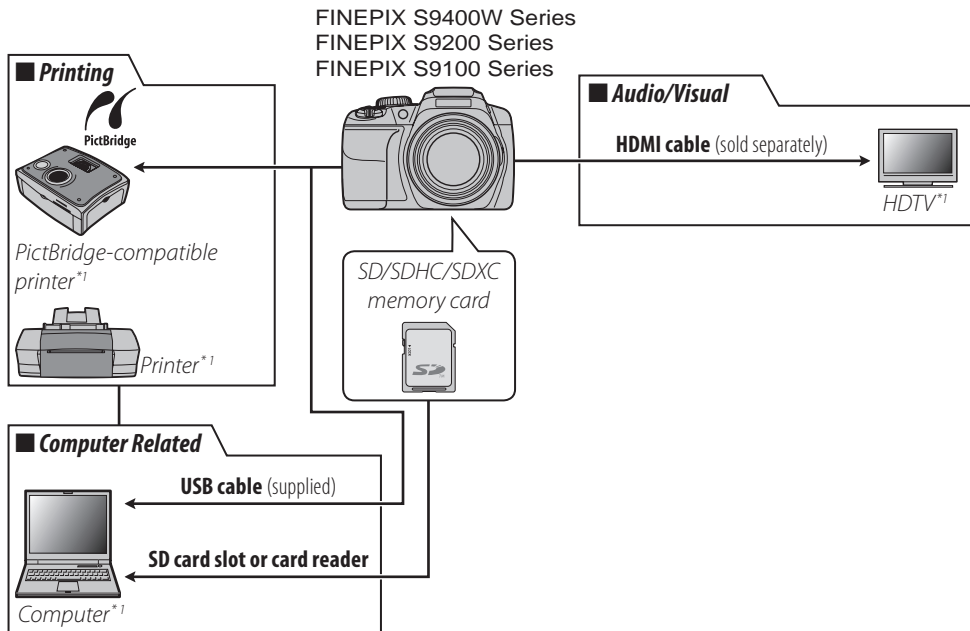 FINEPIX S9400W Series
FINEPIX S9200 Series
FINEPIX S9100 Series
■ Printing
PictBridge
PictBridge-compatible
printer*1
Printer*1
■ Audio/Visual
HDMI cable (sold separately)
HDTV*1
SD/SDHC/SDXC
memory card
SD
■ Computer Related
USB cable (supplied)
SD card slot or card reader
Computer*1